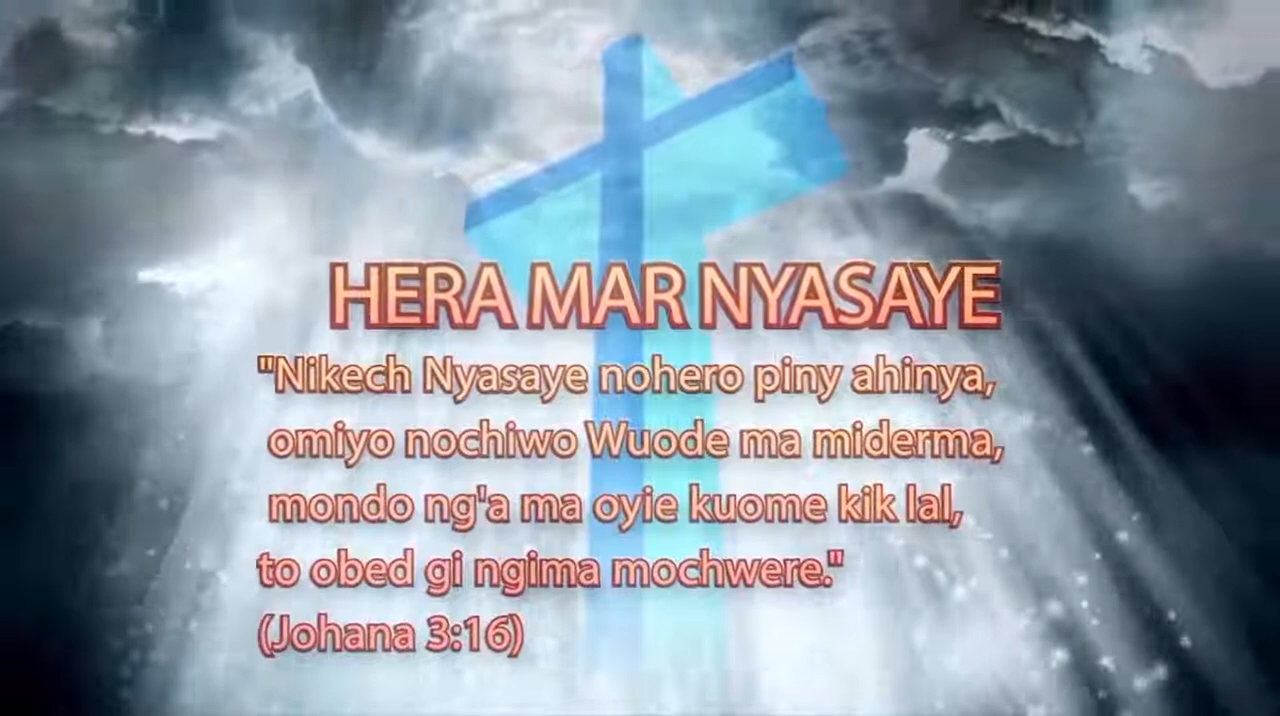 HERA MAR NYASAYE
"Nikech Nyasaye nohero piny ahinya,
omiyo nochiwo Wuode ma miderma,
mondo ng'a ma oyie kuome kik lal,
to obed gi ngima mochwere."
(Johana 3:16)